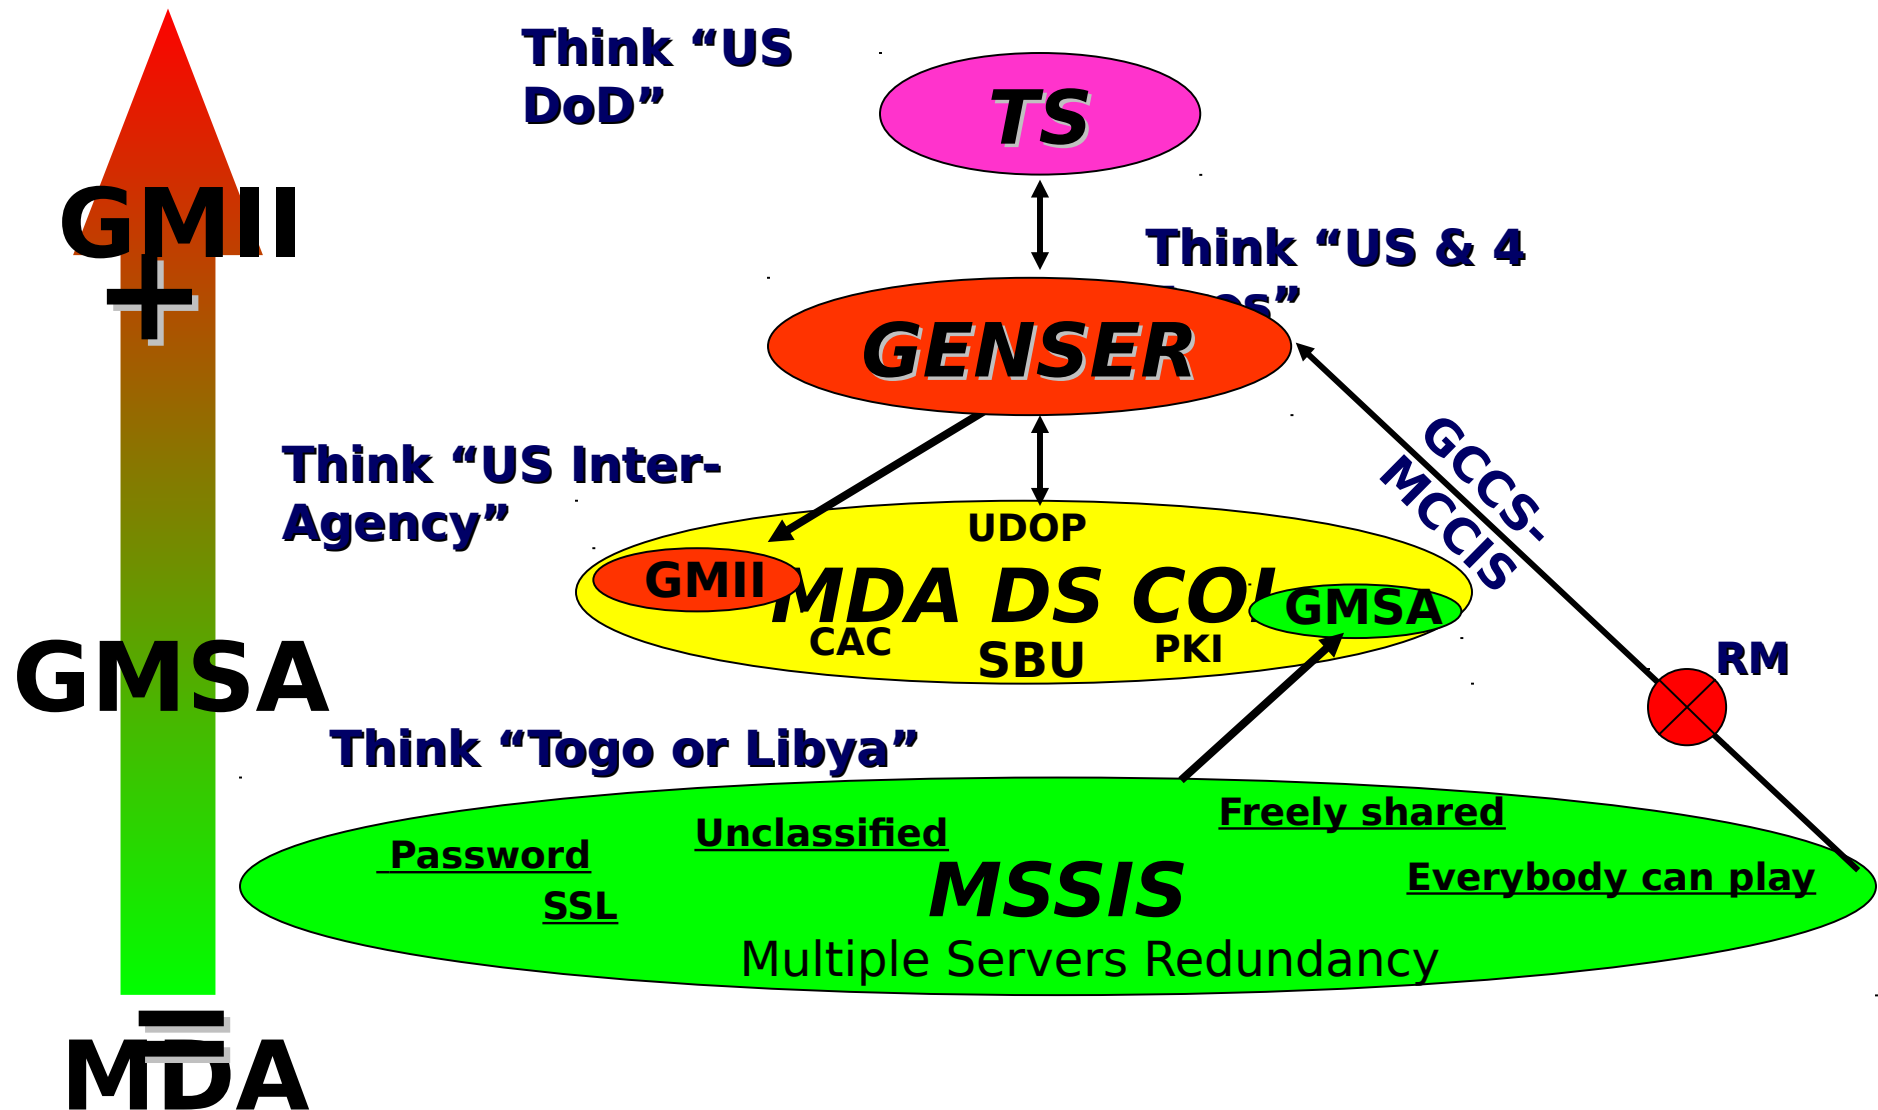 Think “US
DoD”
TS
GMII
+
Think “US & 4
GENSER
GCCS-
MCCIS
Think “US Inter-
Agency”
UDOP
GMII
MDA DS COI
GMSA
CAC
SBU
PKI
GMSA
RM
Think “Togo or Libya”
Freely shared
Unclassified
Password
MSSIS
Everybody can play
SSL
Multiple Servers Redundancy
=
MDA